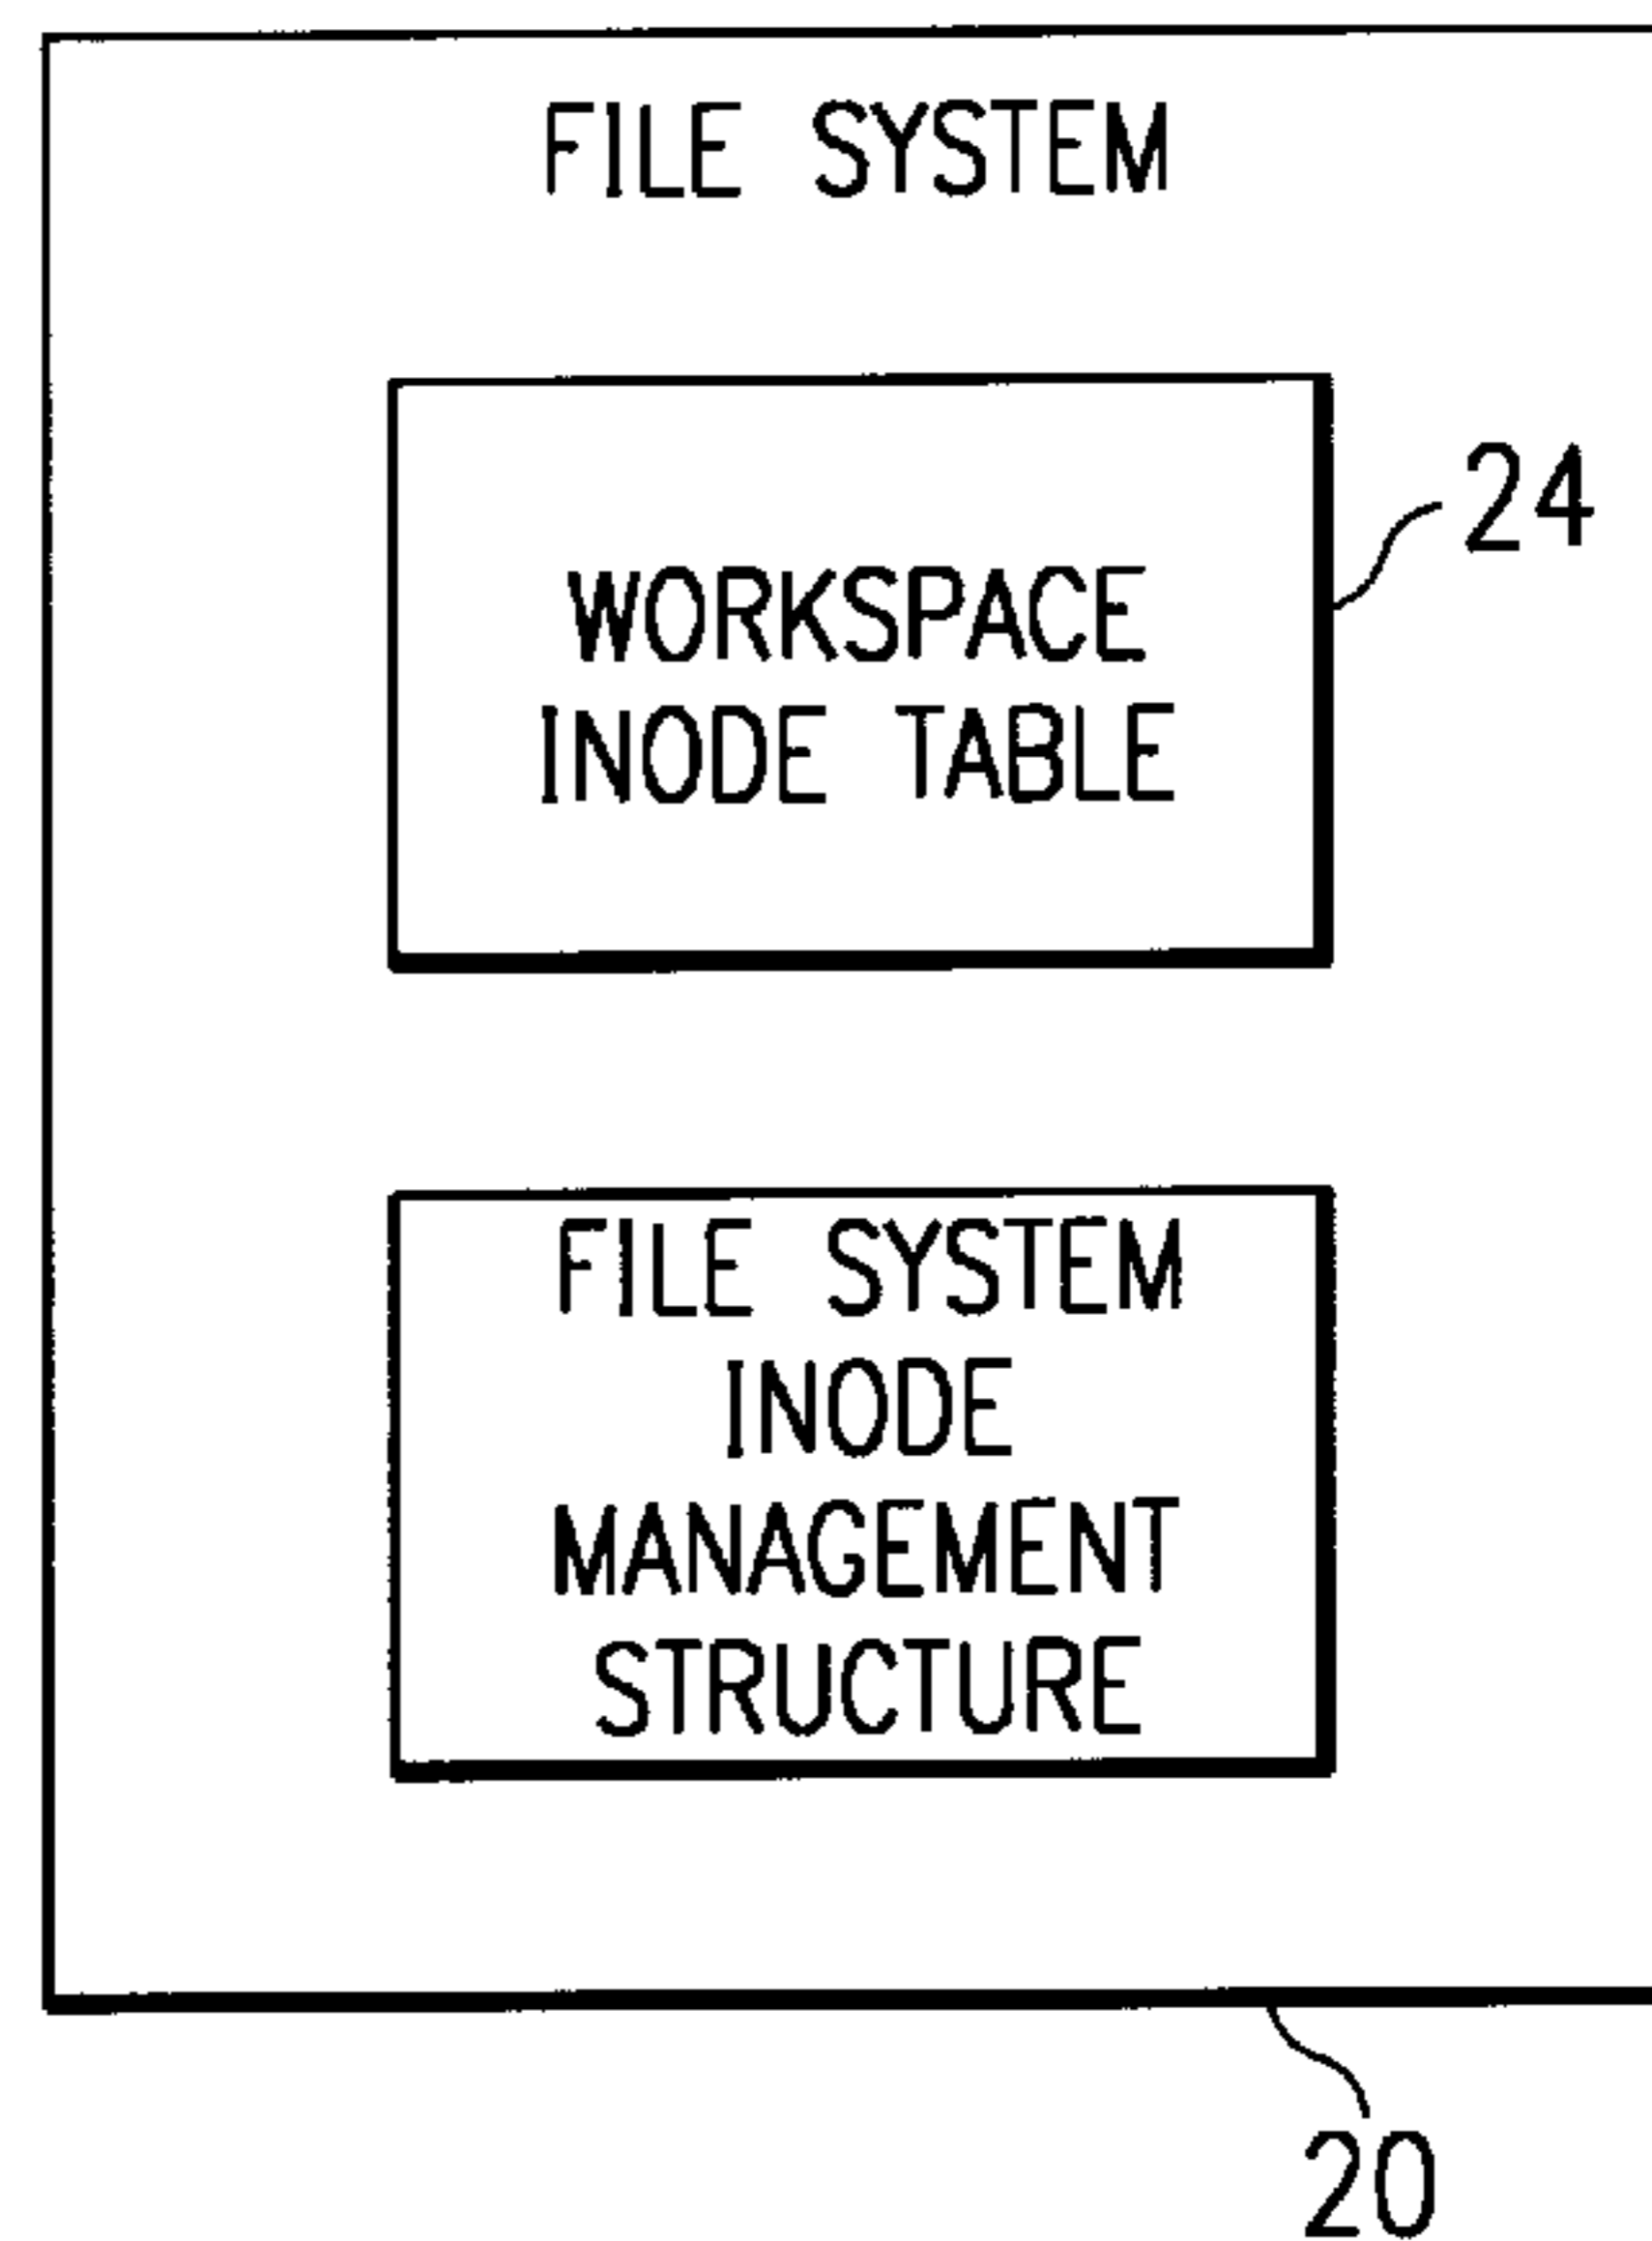 FILE SYSTEM
WORKSPACE
INODE TABLE
24
FILE SYSTEM
INODE
MANAGEMENT
STRUCTURE
20